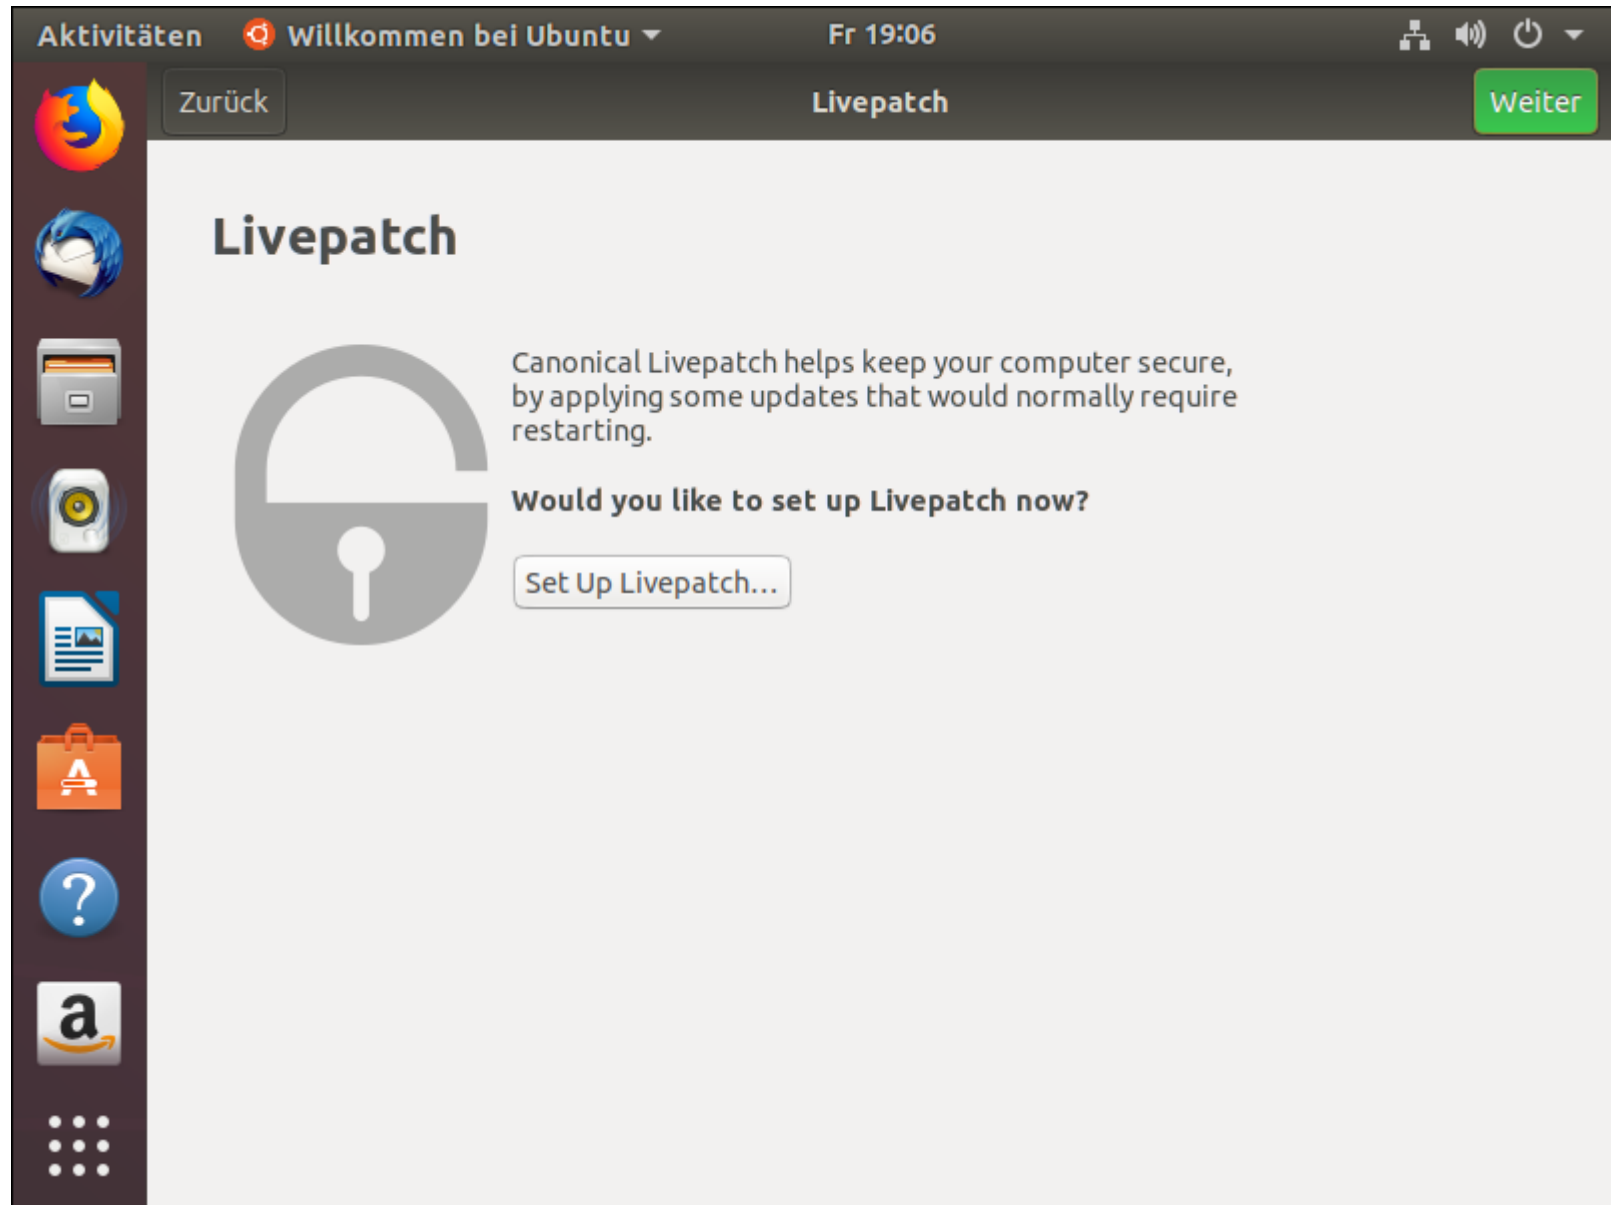 Aktivitäten Willkommen bei Ubuntu Fr 19:06
Zurück Livepatch Weiter
Livepatch
Canonical Livepatch helps keep your computer secure,
by applying some updates that would normally require
restarting.
Would you like to set up Livepatch now?
Set Up Livepatch...